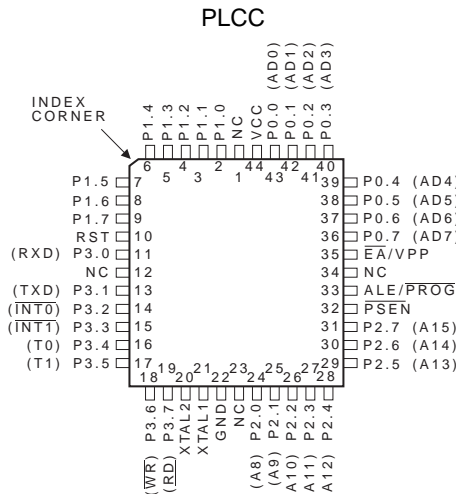 PLCC
INDEX
CORNER
P1.4
P1.3
P1.2
P1.1
P1.0
NC
VCC
P0.0 (AD0)
P0.1 (AD1)
P0.2 (AD2)
P0.3 (AD3)
6
5
4
3
2
1
44
43
42
41
40
P1.5 7
P1.6 8
P1.7 9
RST 10
(RXD) P3.0 11
NC 12
(TXD) P3.1 13
(INT0) P3.2 14
(INT1) P3.3 15
(T0) P3.4 16
(T1) P3.5 17
39 P0.4 (AD4)
38 P0.5 (AD5)
37 P0.6 (AD6)
36 P0.7 (AD7)
35 EA/VPP
34 NC
33 ALE/PROG
32 PSEN
31 P2.7 (A15)
30 P2.6 (A14)
29 P2.5 (A13)
18
19
20
21
22
23
24
25
26
27
28
(WR) P3.6
(RD) P3.7
XTAL2
XTAL1
GND
NC
(A8) P2.0
(A9) P2.1
A10) P2.2
A11) P2.3
A12) P2.4